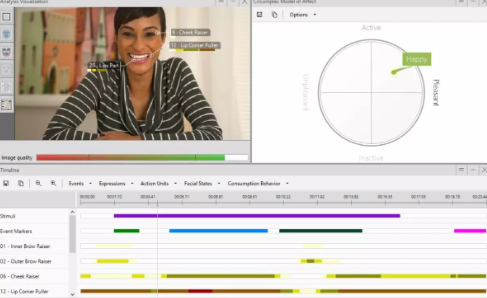 Analysis Visualization
Circumplex Model of Affect
Options
6 - Cheek Raiser
12 - Lip Corner Puller
25 - Lips Part
Active
Happy
Unpleasant
Pleasant
Inactive
Image quality
Timeline
Events
Expressions
Action Units
Facial States
Consumption Behavior
Stimuli
Event Markers
01 - Inner Brow Raiser
02 - Outer Brow Raiser
06 - Cheek Raiser
12 - Lip Corner Puller